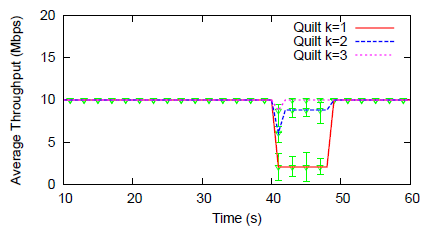 20
15
10
5
0
10 20 30 40 50 60
Average Throughput (Mbps)
Time (s)
Quilt k=1
Quilt k=2
Quilt k=3